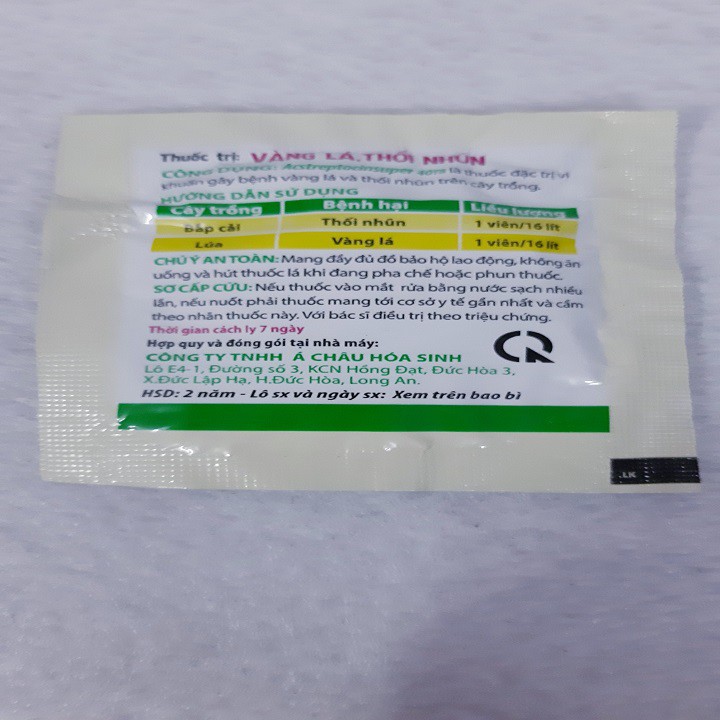 Thuốc trị: VÀNG LÁ, THỐI NHŨN
CÔNG DỤNG: Acstreptocinsuper 40TB là thuốc đặc trị vi
khuẩn gây bệnh vàng lá và thối nhũn trên cây trồng.
HƯỚNG DẪN SỬ DỤNG
Cây trồng Bệnh hại Liều lượng
Bắp cải Thối nhũn 1 viên/16 lít
Lúa Vàng lá 1 viên/16 lít
CHÚ Ý AN TOÀN: Mang đầy đủ đồ bảo hộ lao động, không ăn
uống và hút thuốc lá khi đang pha chế hoặc phun thuốc.
SƠ CẤP CỨU: Nếu thuốc vào mắt rửa bằng nước sạch nhiều
lần, nếu nuốt phải thuốc mang tới cơ sở y tế gần nhất và cầm
theo nhãn thuốc này. Với bác sĩ điều trị theo triệu chứng.
Thời gian cách ly 7 ngày
Hợp quy và đóng gói tại nhà máy:
CÔNG TY TNHH Á CHÂU HÓA SINH
Lô E4-1, Đường số 3, KCN Hồng Đạt, Đức Hòa 3,
X.Đức Lập Hạ, H.Đức Hòa, Long An.
HSD: 2 năm - Lô sx và ngày sx: Xem trên bao bì
CR
.LK